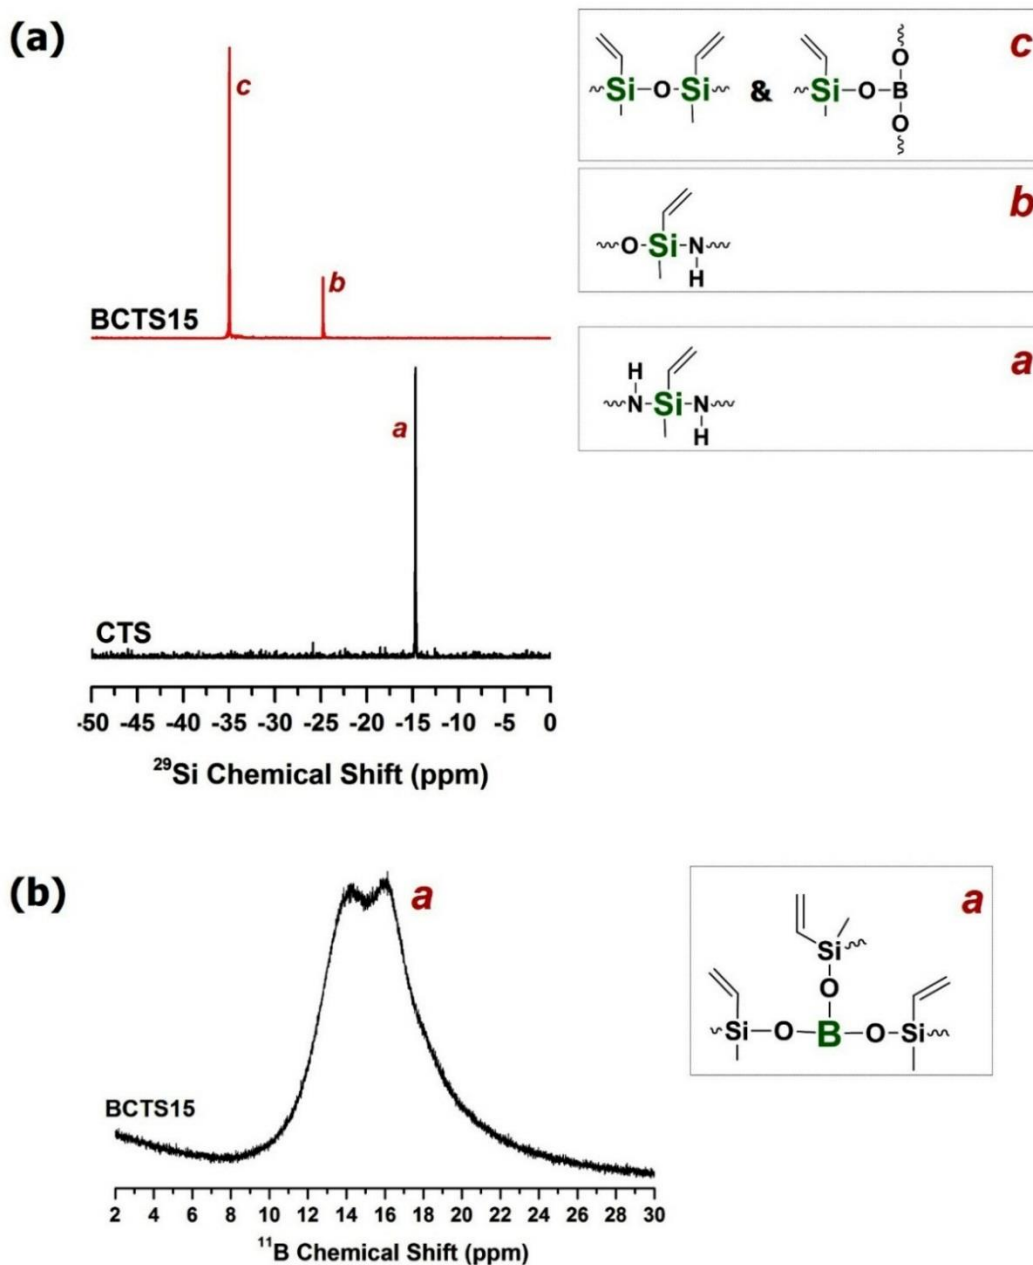 (a)
c
b
BCTS15
a
CTS
-50 -45 -40 -35 -30 -25 -20 -15 -10 -5 0
²⁹Si Chemical Shift (ppm)
c
Si-O-Si & Si-O-B
O
O
b
O-Si-N
H
a
H
N-Si-N
H
(b)
a
BCTS15
2 4 6 8 10 12 14 16 18 20 22 24 26 28 30
¹¹B Chemical Shift (ppm)
a
Si
O
Si-O-B-O-Si